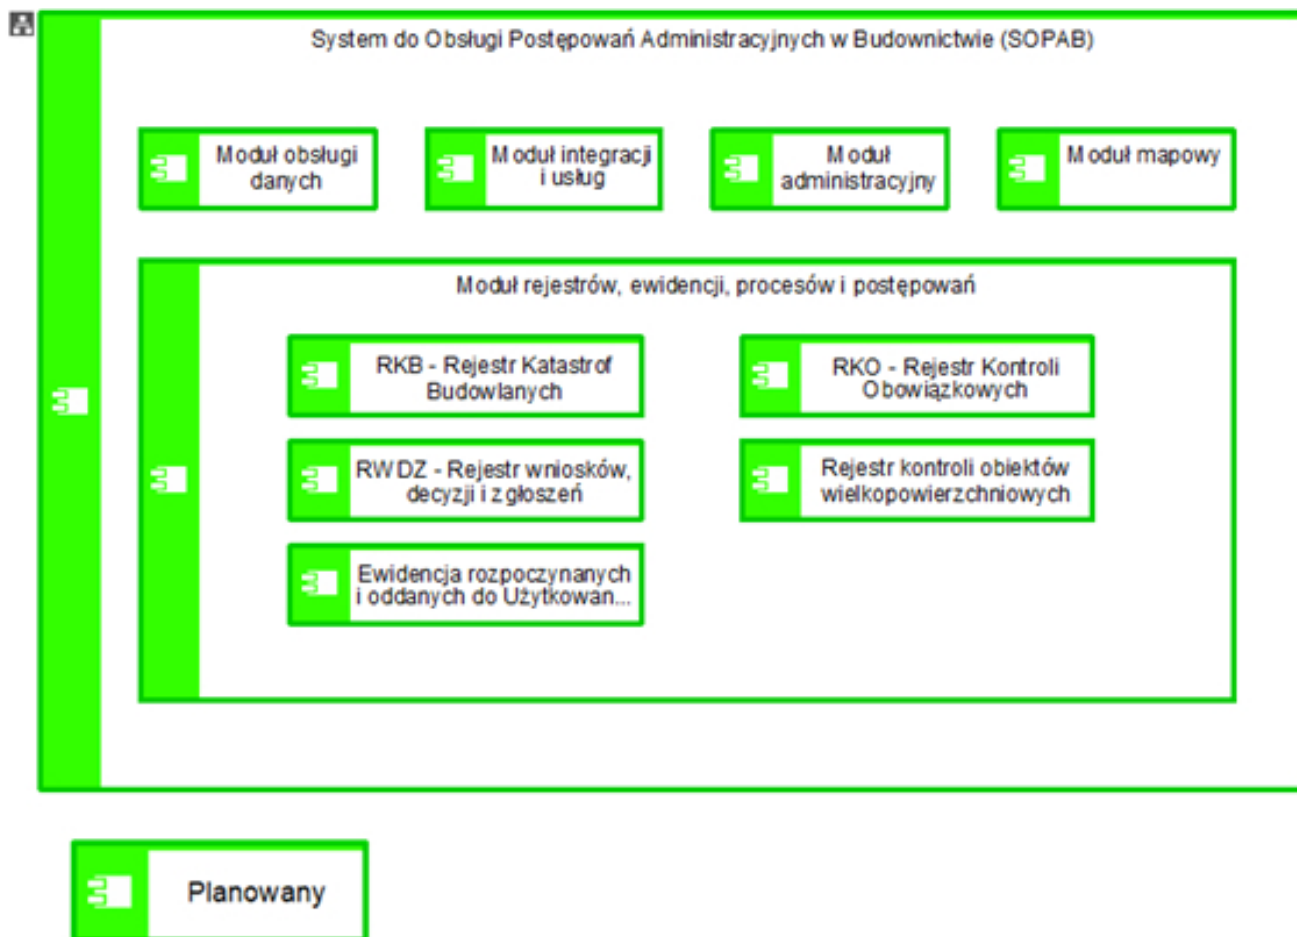 System do Obsługi Postępowań Administracyjnych w Budownictwie (SOPAB)
Moduł obsługi
danych
Moduł integracji
i usług
Moduł
administracyjny
Moduł mapowy
Moduł rejestrów, ewidencji, procesów i postępowań
RKB - Rejestr Katastrof
Budowlanych
RKO - Rejestr Kontroli
Obowiązkowych
RWDZ - Rejestr wniosków,
decyzji i zgłoszeń
Rejestr kontroli obiektów
wielkopowierzchniowych
Ewidencja rozpoczynanych
i oddanych do Użytkowan...
Planowany